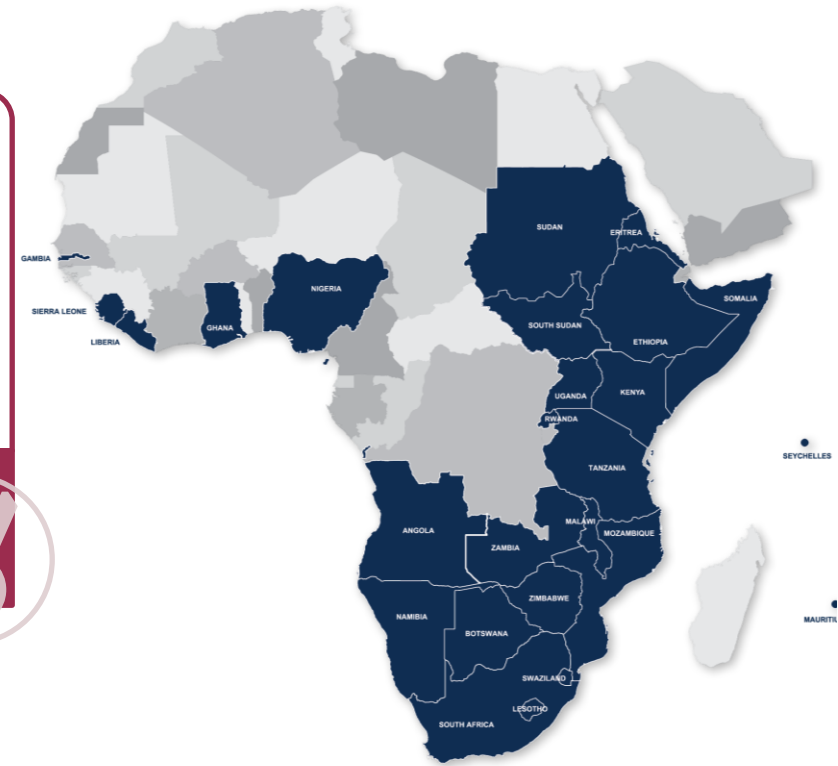 SUDAN
ERITREA
GAMBIA
NIGERIA
SOMALIA
SIERRA LEONE
GHANA
SOUTH SUDAN
LIBERIA
ETHIOPIA
UGANDA
KENYA
RWANDA
SEYCHELLES
TANZANIA
ANGOLA
MALAWI
MOZAMBIQUE
ZAMBIA
ZIMBABWE
NAMIBIA
MAURITIU
BOTSWANA
SWAZILAND
LESOTHO
SOUTH AFRICA